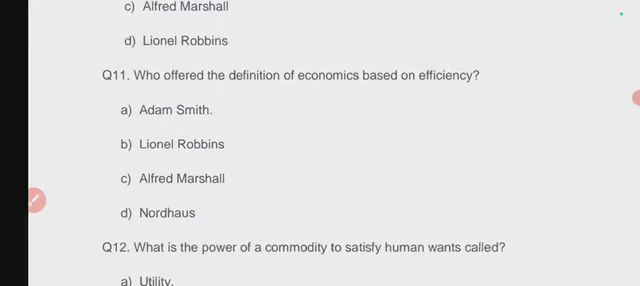 c) Alfred Marshall
d) Lionel Robbins
Q11. Who offered the definition of economics based on efficiency?
a) Adam Smith.
b) Lionel Robbins
c) Alfred Marshall
d) Nordhaus
Q12. What is the power of a commodity to satisfy human wants called?
a) Utility.